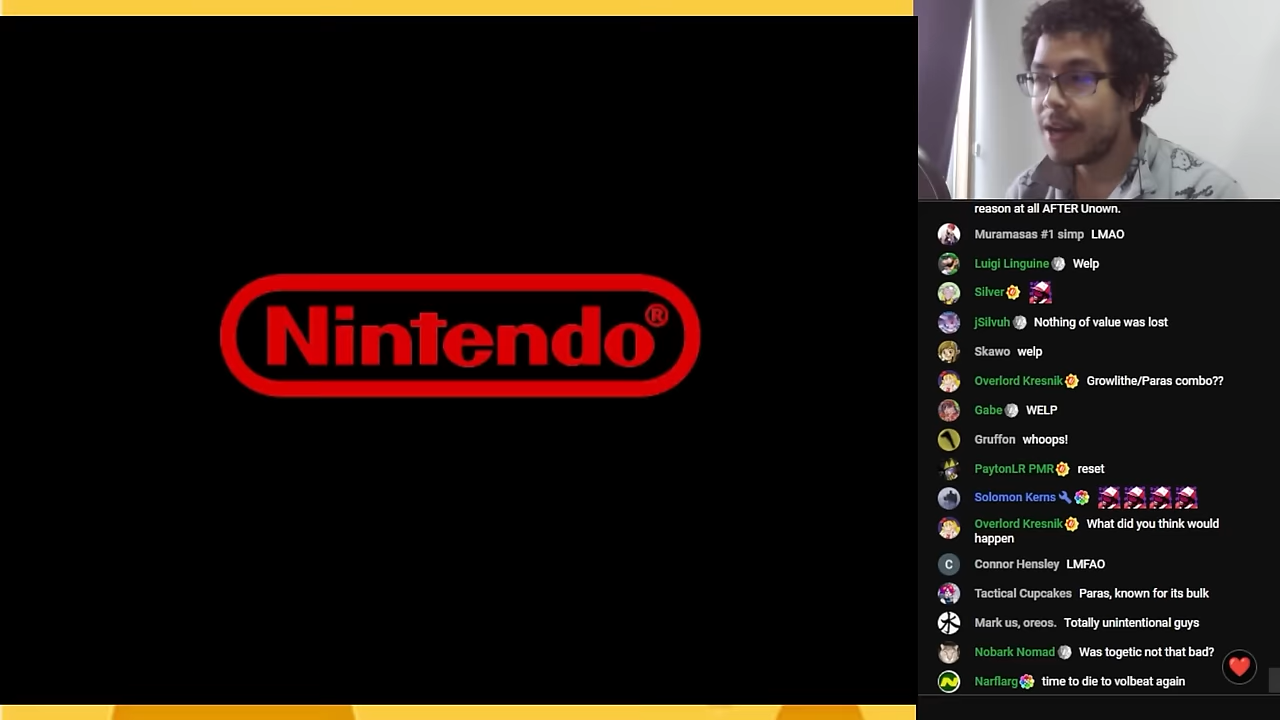 Nintendo®
reason at all AFTER Unown.
Muramasas #1 simp LMAO
Luigi Linguine Welp
Silver
jSilvuh Nothing of value was lost
Skawo welp
Overlord Kresnik Growlithe/Paras combo??
Gabe WELP
Gruffon whoops!
PaytonLR PMR reset
Solomon Kerns
Overlord Kresnik What did you think would
happen
C Connor Hensley LMFAO
Tactical Cupcakes Paras, known for its bulk
Mark us, oreos. Totally unintentional guys
Nobark Nomad Was togetic not that bad?
Narflarg time to die to volbeat again